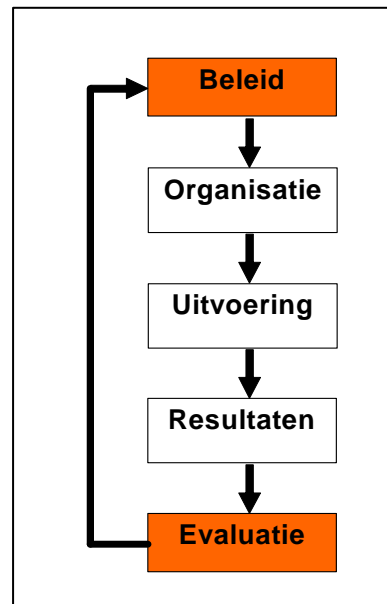 Beleid
Organisatie
Uitvoering
Resultaten
Evaluatie